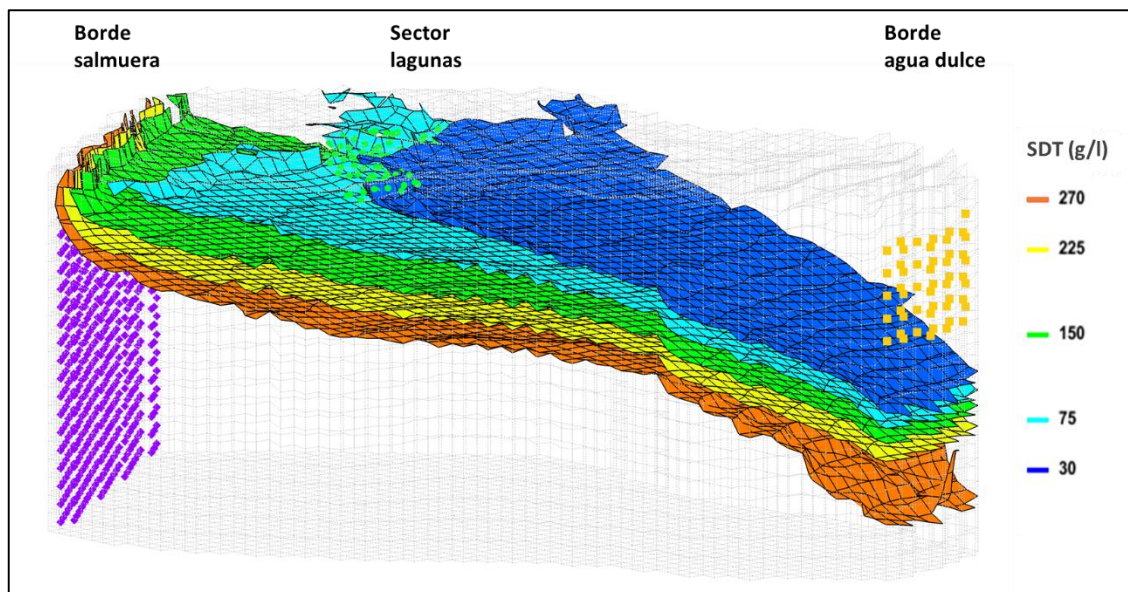 Borde
salmuera
Sector
lagunas
Borde
agua dulce
SDT (g/l)
270
225
150
75
30